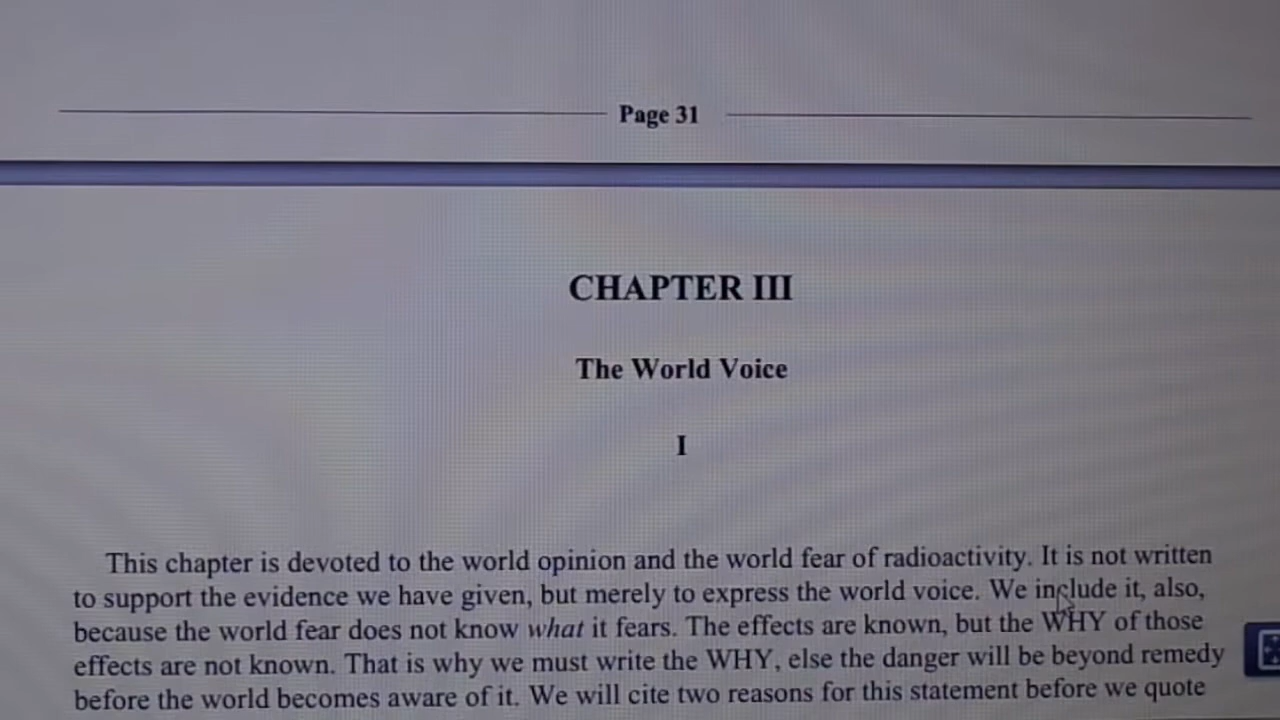 Page 31
CHAPTER III
The World Voice
I
This chapter is devoted to the world opinion and the world fear of radioactivity. It is not written
to support the evidence we have given, but merely to express the world voice. We include it, also,
because the world fear does not know what it fears. The effects are known, but the WHY of those
effects are not known. That is why we must write the WHY, else the danger will be beyond remedy
before the world becomes aware of it. We will cite two reasons for this statement before we quote